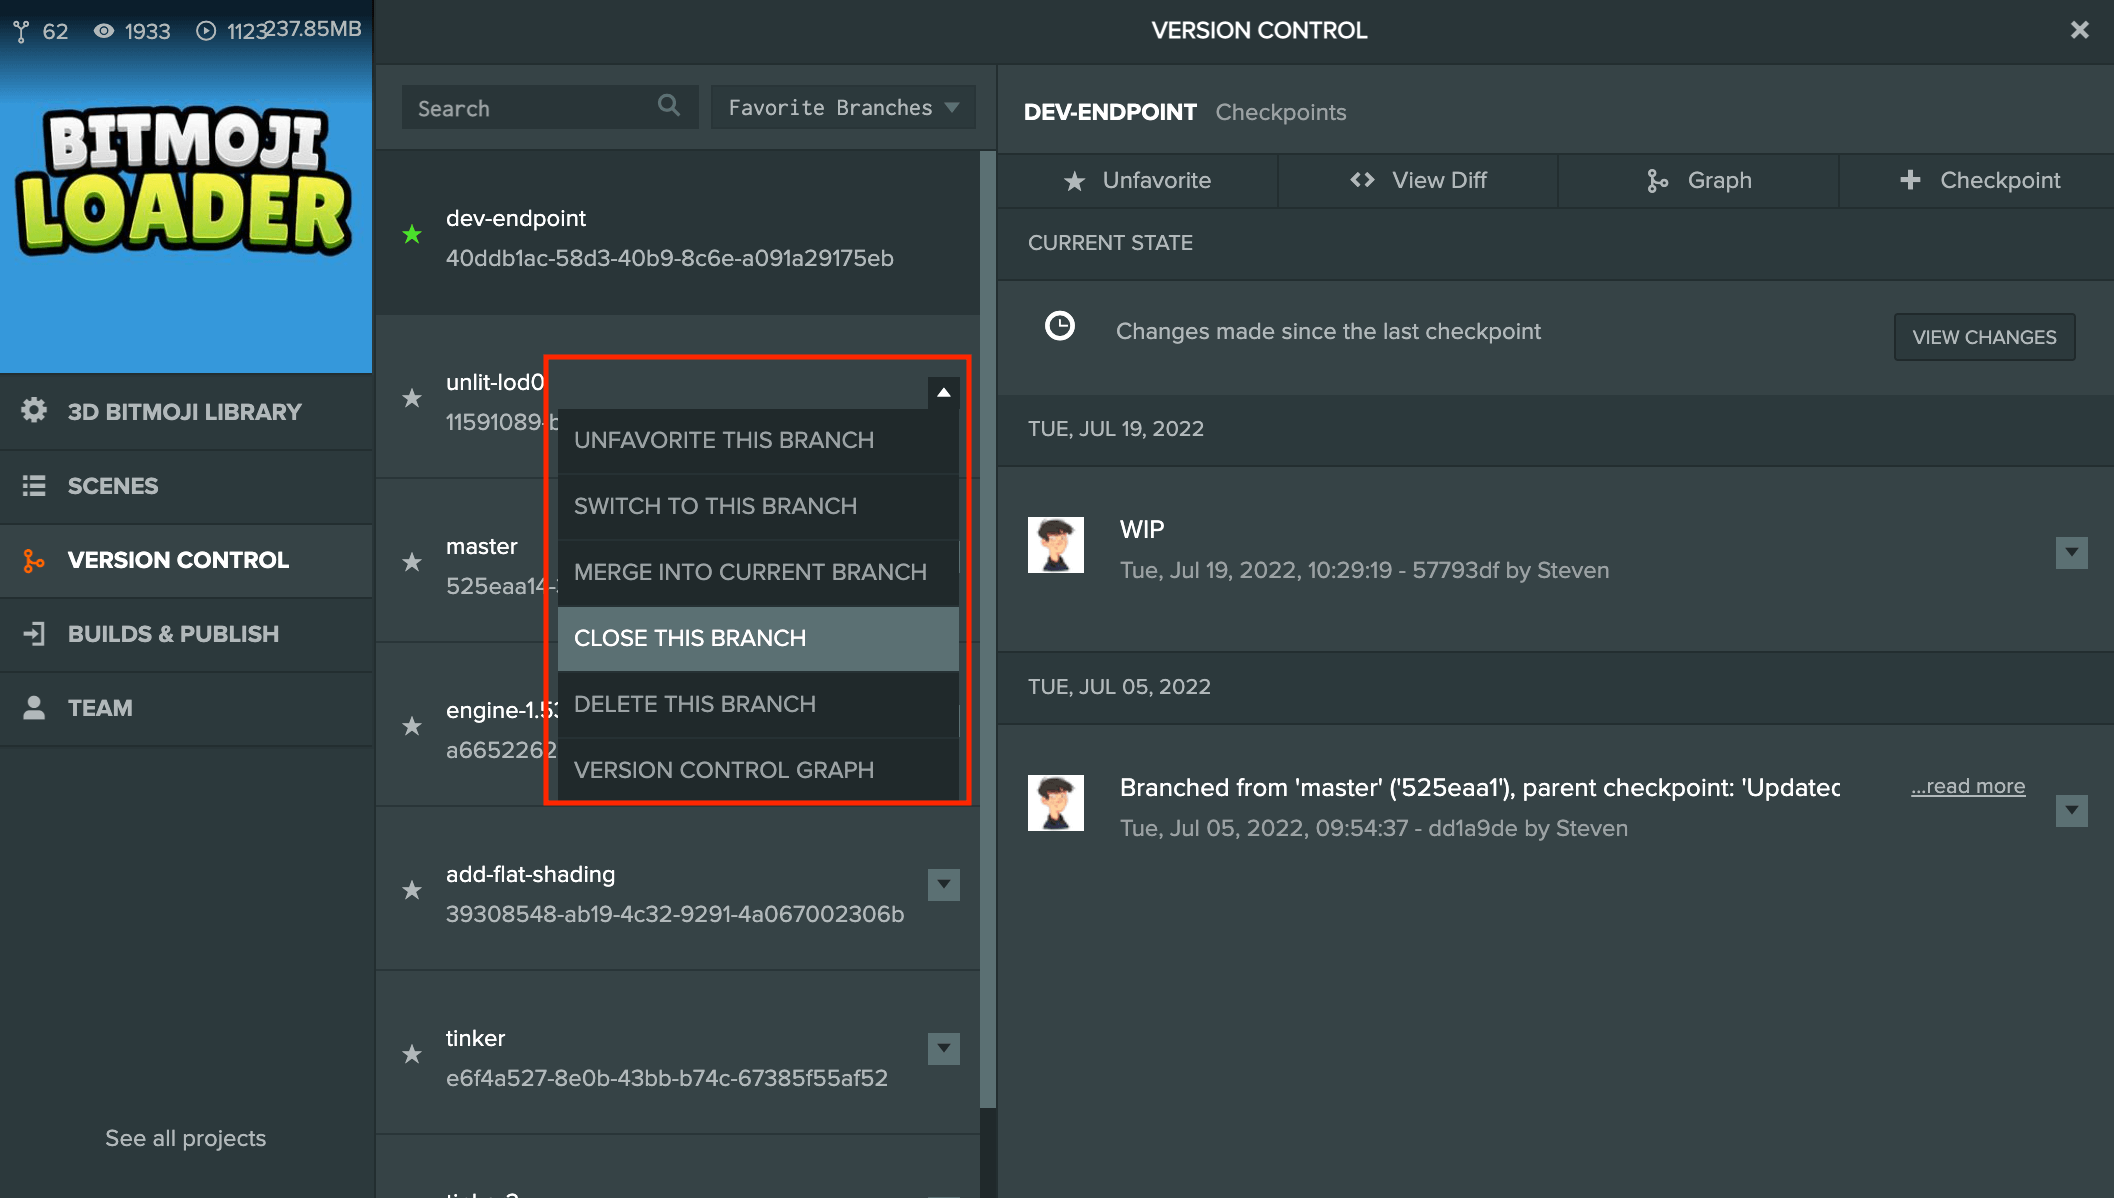 62 1933 1123 237.85MB
BITMOJI
LOADER
3D BITMOJI LIBRARY
SCENES
VERSION CONTROL
BUILDS & PUBLISH
TEAM
See all projects
VERSION CONTROL
Search
Favorite Branches
dev-endpoint
40ddb1ac-58d3-40b9-8c6e-a091a29175eb
unlit-lod0
11591089-b
master
525eaa14-
engine-1.53
a6652262
UNFAVORITE THIS BRANCH
SWITCH TO THIS BRANCH
MERGE INTO CURRENT BRANCH
CLOSE THIS BRANCH
DELETE THIS BRANCH
VERSION CONTROL GRAPH
add-flat-shading
39308548-ab19-4c32-9291-4a067002306b
tinker
e6f4a527-8e0b-43bb-b74c-67385f55af52
DEV-ENDPOINT Checkpoints
Unfavorite View Diff Graph Checkpoint
CURRENT STATE
Changes made since the last checkpoint
VIEW CHANGES
TUE, JUL 19, 2022
WIP
Tue, Jul 19, 2022, 10:29:19 - 57793df by Steven
TUE, JUL 05, 2022
Branched from 'master' ('525eaa1'), parent checkpoint: 'Updated ...read more
Tue, Jul 05, 2022, 09:54:37 - dd1a9de by Steven